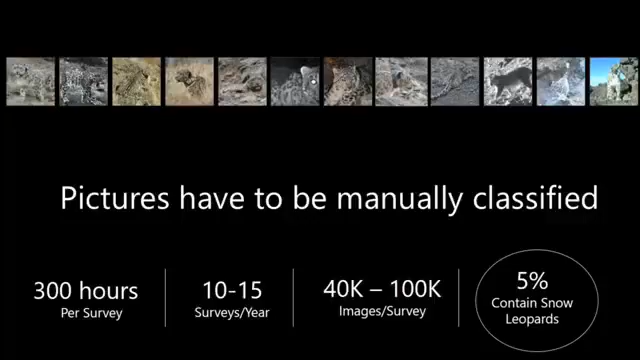 Pictures have to be manually classified
300 hours
Per Survey
10-15
Surveys/Year
40K – 100K
Images/Survey
5%
Contain Snow
Leopards